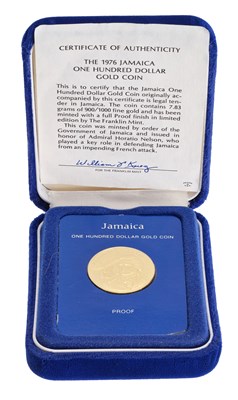 CERTIFICATE OF AUTHENTICITY
THE 1976 JAMAICA
ONE HUNDRED DOLLAR
GOLD COIN
This is to certify that the Jamaica One
Hundred Dollar Gold Coin originally ac-
companied by this certificate is legal ten-
der in Jamaica. The coin contains 7.83
grams of 900/1000 fine gold and has been
minted with a full Proof finish in limited
edition by The Franklin Mint.
This coin was minted by order of the
Government of Jamaica and issued in
honor of Admiral Horatio Nelson, who
played a key role in defending Jamaica
from an impending French attack.
FOR THE FRANKLIN MINT
Jamaica
ONE HUNDRED DOLLAR GOLD COIN
PROOF